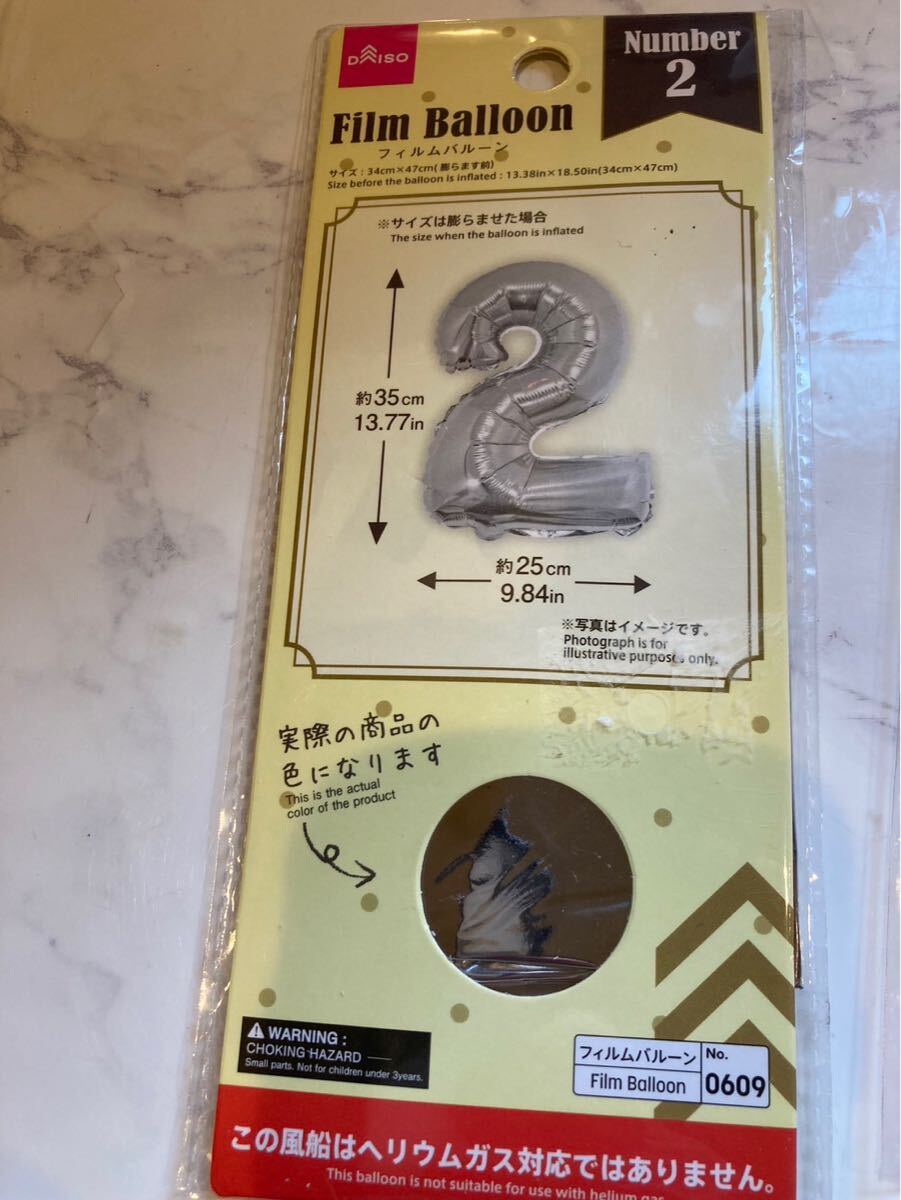 DAISO
Number
2
Film Balloon
フィルムバルーン
サイズ：34cm×47cm(膨らます前)
Size before the balloon is inflated : 13.38in×18.50in(34cm×47cm)
※サイズは膨らませた場合
The size when the balloon is inflated
約35cm
13.77in
約25cm
9.84in
※写真はイメージです。
Photograph is for
illustrative purposes only.
実際の商品の
色になります
This is the actual
color of the product
WARNING :
CHOKING HAZARD
Small parts. Not for children under 3years.
フィルムバルーン
Film Balloon
No.
0609
この風船はヘリウムガス対応ではありません。
This balloon is not suitable for use with helium gas